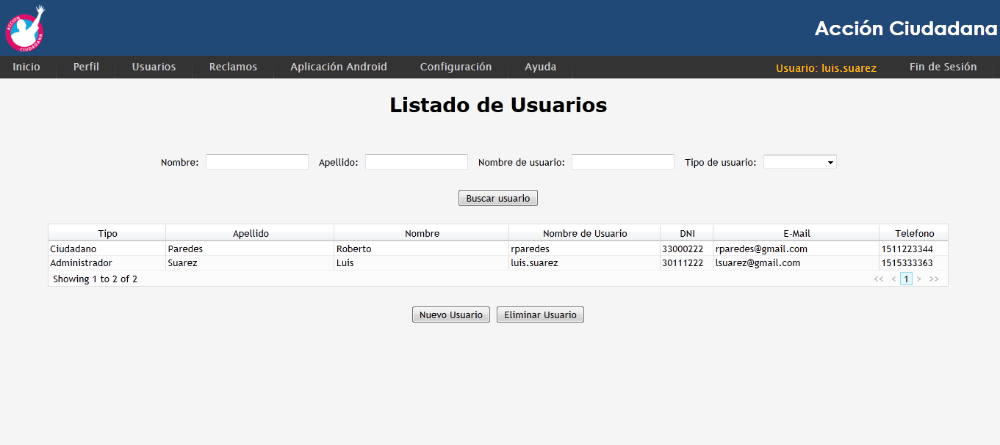 ACCIÓN CIUDADANA
Acción Ciudadana
Inicio Perfil Usuarios Reclamos Aplicación Android Configuración Ayuda Usuario: luis.suarez Fin de Sesión
Listado de Usuarios
Nombre: Apellido: Nombre de usuario: Tipo de usuario:
Buscar usuario
Tipo Apellido Nombre Nombre de Usuario DNI E-Mail Telefono
Ciudadano Paredes Roberto rparedes 33000222 rparedes@gmail.com 1511223344
Administrador Suarez Luis luis.suarez 30111222 lsuarez@gmail.com 1515333363
Showing 1 to 2 of 2 << < 1 > >>
Nuevo Usuario Eliminar Usuario